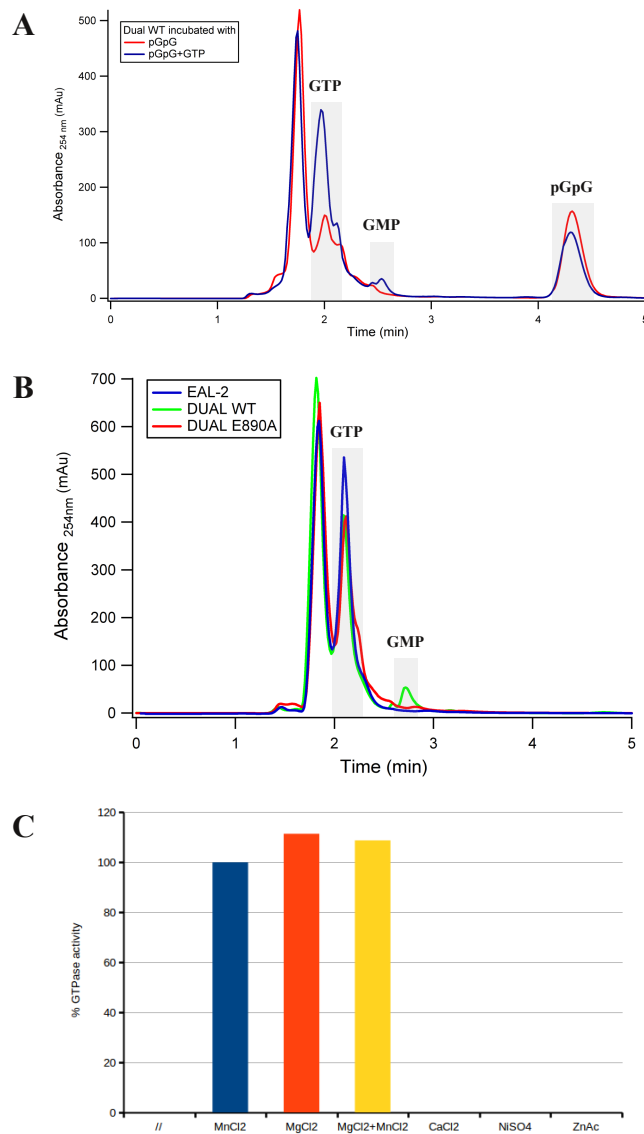 A
Dual WT incubated with
pGpG
pGpG+GTP
GTP
GMP
pGpG
Absorbance 254 nm (mAu)
500
400
300
200
100
0
0 1 2 3 4 5
Time (min)
B
EAL-2
DUAL WT
DUAL E890A
GTP
GMP
Absorbance 254nm (mAu)
700
600
500
400
300
200
100
0
0 1 2 3 4 5
Time (min)
C
% GTPase activity
120
100
80
60
40
20
0
// MnCl2 MgCl2 MgCl2+MnCl2 CaCl2 NiSO4 ZnAc